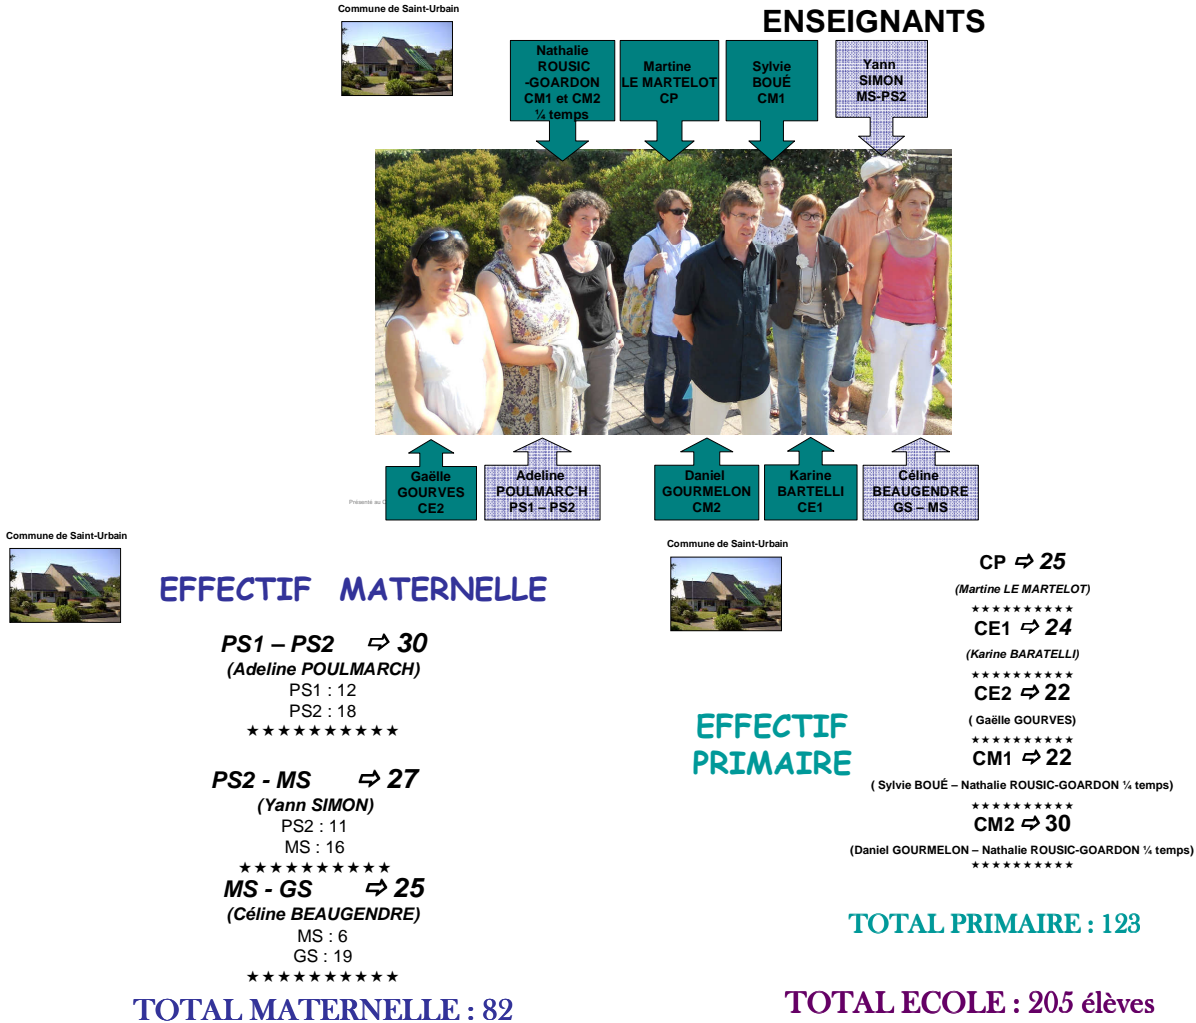 Commune de Saint-Urbain
ENSEIGNANTS
Nathalie
ROUSIC
-GOARDON
CM1 et CM2
¼ temps
Martine
LE MARTELOT
CP
Sylvie
BOUÉ
CM1
Yann
SIMON
MS-PS2
Gaëlle
GOURVES
CE2
Adeline
POULMARC'H
PS1 – PS2
Daniel
GOURMELON
CM2
Karine
BARTELLI
CE1
Céline
BEAUGENDRE
GS – MS
Présenté au
Commune de Saint-Urbain
EFFECTIF MATERNELLE
PS1 – PS2 ⇨ 30
(Adeline POULMARCH)
PS1 : 12
PS2 : 18
★★★★★★★★★★
PS2 - MS ⇨ 27
(Yann SIMON)
PS2 : 11
MS : 16
★★★★★★★★★★
MS - GS ⇨ 25
(Céline BEAUGENDRE)
MS : 6
GS : 19
★★★★★★★★★★
TOTAL MATERNELLE : 82
Commune de Saint-Urbain
EFFECTIF
PRIMAIRE
CP ⇨ 25
(Martine LE MARTELOT)
★★★★★★★★★★
CE1 ⇨ 24
(Karine BARATELLI)
★★★★★★★★★★
CE2 ⇨ 22
( Gaëlle GOURVES)
★★★★★★★★★★
CM1 ⇨ 22
( Sylvie BOUÉ – Nathalie ROUSIC-GOARDON ¼ temps)
★★★★★★★★★★
CM2 ⇨ 30
(Daniel GOURMELON – Nathalie ROUSIC-GOARDON ¼ temps)
★★★★★★★★★★
TOTAL PRIMAIRE : 123
TOTAL ECOLE : 205 élèves